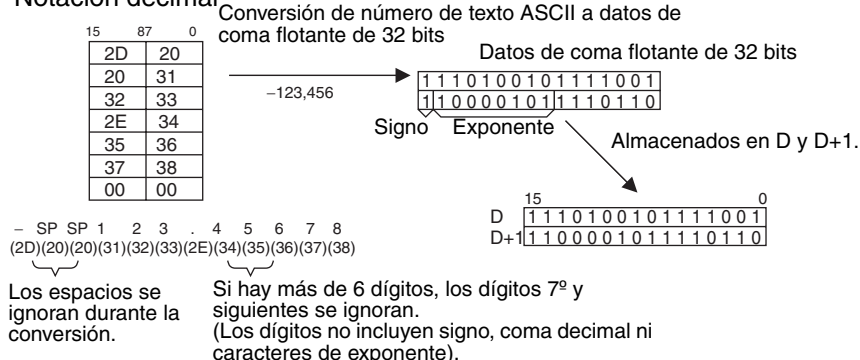 Notación decimal
Conversión de número de texto ASCII a datos de
coma flotante de 32 bits
15 87 0
2D 20
20 31
32 33
2E 34
35 36
37 38
00 00
−123,456
Datos de coma flotante de 32 bits
1 1 1 0 1 0 0 1 0 1 1 1 1 0 0 1
1 1 0 0 0 0 1 0 1 1 1 1 0 1 1 0
Signo Exponente
Almacenados en D y D+1.
15 0
D 1 1 1 0 1 0 0 1 0 1 1 1 1 0 0 1
D+1 1 1 0 0 0 0 1 0 1 1 1 1 0 1 1 0
− SP SP 1 2 3 . 4 5 6 7 8
(2D)(20)(20)(31)(32)(33)(2E)(34)(35)(36)(37)(38)
Los espacios se
ignoran durante la
conversión.
Si hay más de 6 dígitos, los dígitos 7º y
siguientes se ignoran.
(Los dígitos no incluyen signo, coma decimal ni
caracteres de exponente).